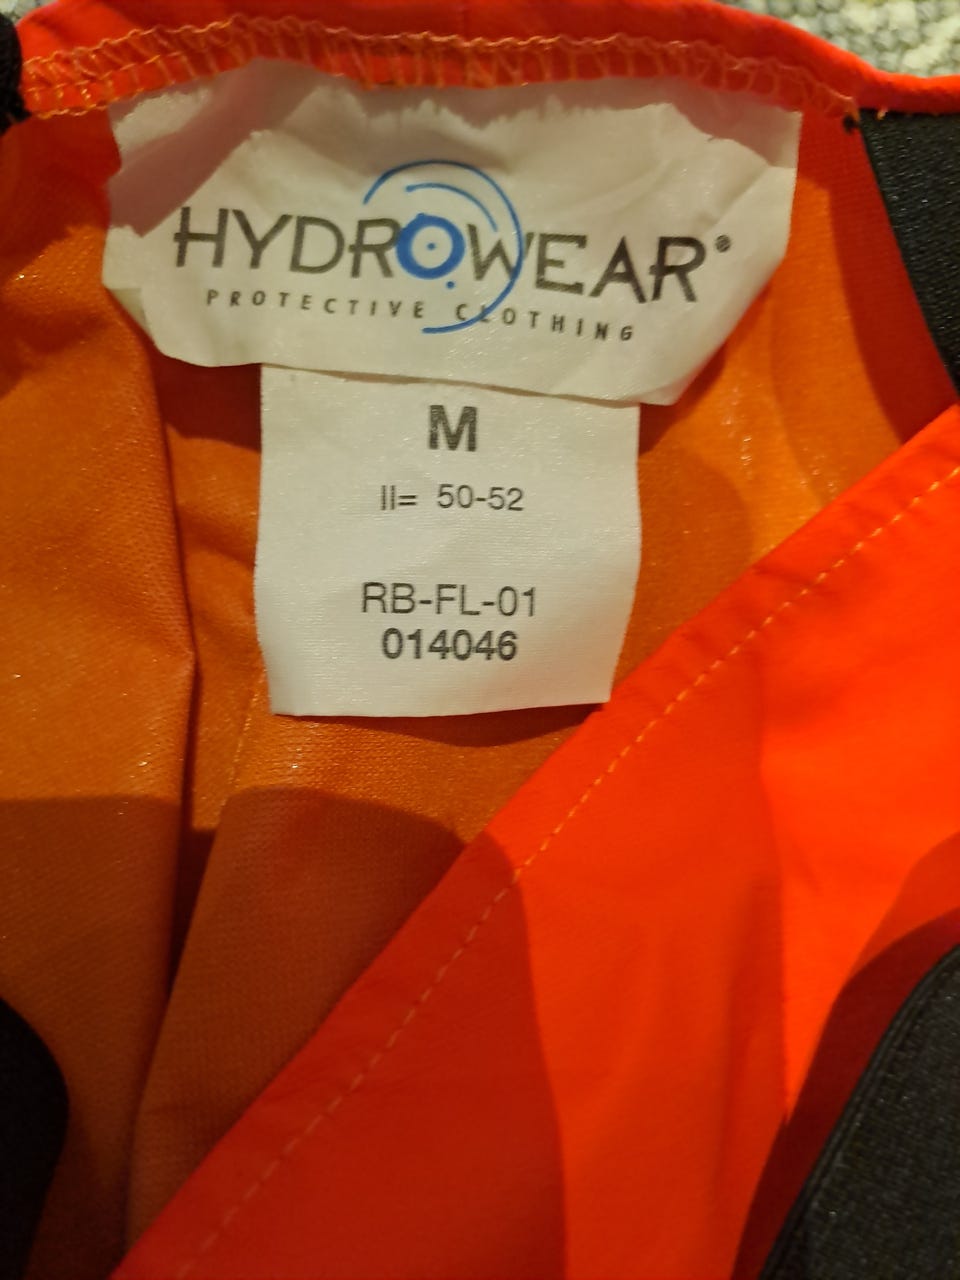 HYDROWEAR®
PROTECTIVE CLOTHING
M
II= 50-52
RB-FL-01
014046